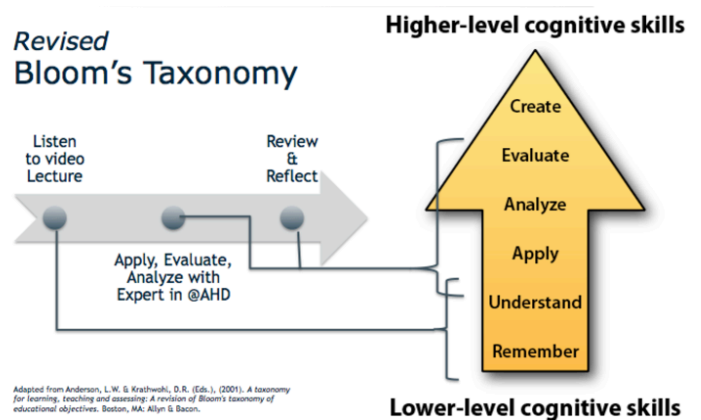 Revised
Bloom's Taxonomy
Higher-level cognitive skills
Listen
to video
Lecture
Review
&
Reflect
Apply, Evaluate,
Analyze with
Expert in @AHD
Create
Evaluate
Analyze
Apply
Understand
Remember
Adapted from Anderson, L.W. & Krathwohl, D.R. (Eds.), (2001). A taxonomy
for learning, teaching and assessing: A revision of Bloom's taxonomy of
educational objectives. Boston, MA: Allyn & Bacon.
Lower-level cognitive skills